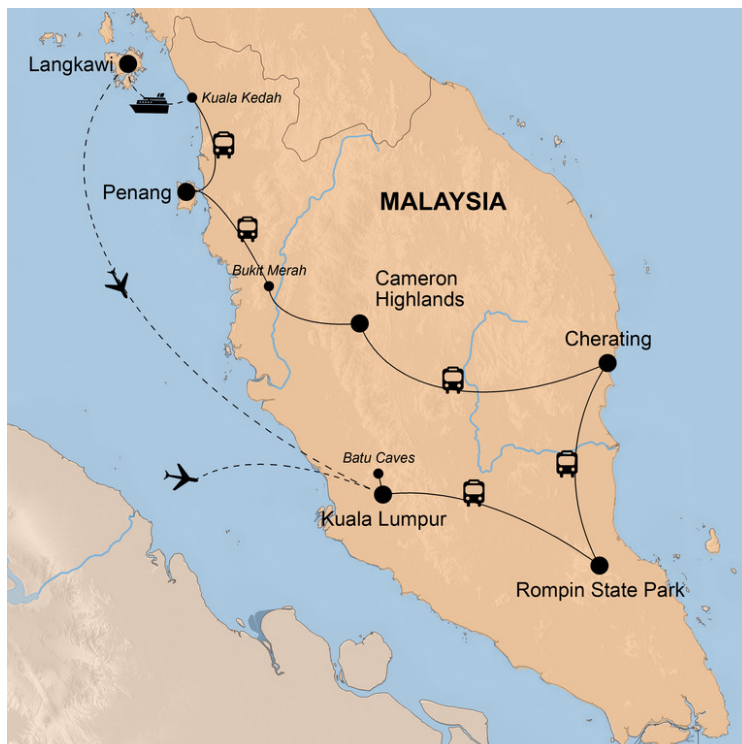 Langkawi
Kuala Kedah
Penang
MALAYSIA
Bukit Merah
Cameron
Highlands
Cherating
Batu Caves
Kuala Lumpur
Rompin State Park